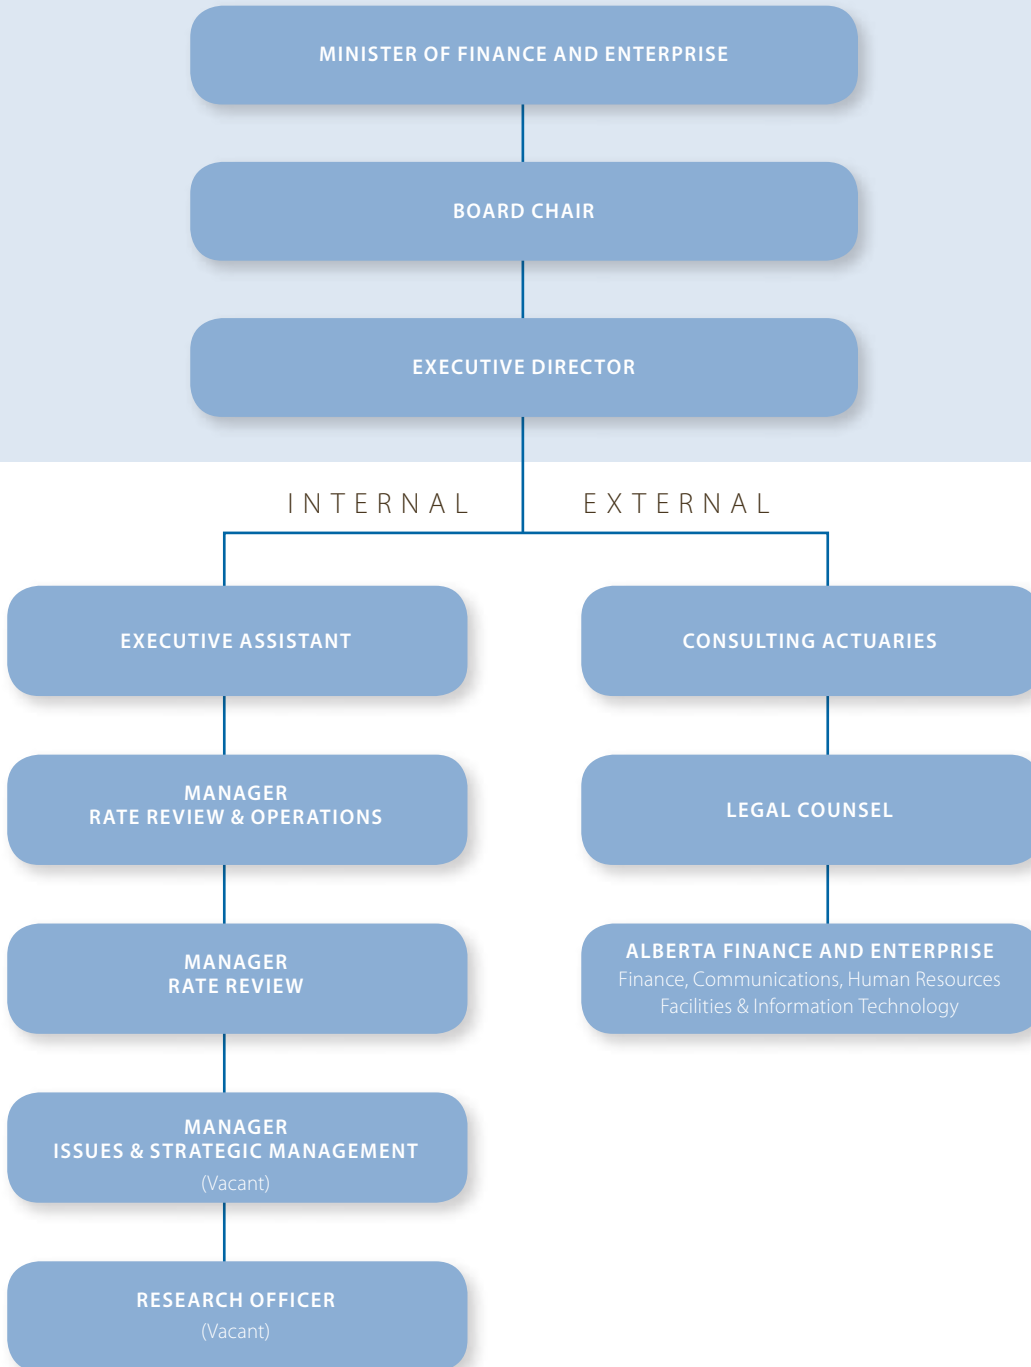 MINISTER OF FINANCE AND ENTERPRISE
BOARD CHAIR
EXECUTIVE DIRECTOR
INTERNAL
EXTERNAL
EXECUTIVE ASSISTANT
MANAGER
RATE REVIEW & OPERATIONS
MANAGER
RATE REVIEW
MANAGER
ISSUES & STRATEGIC MANAGEMENT
(Vacant)
RESEARCH OFFICER
(Vacant)
CONSULTING ACTUARIES
LEGAL COUNSEL
ALBERTA FINANCE AND ENTERPRISE
Finance, Communications, Human Resources
Facilities & Information Technology